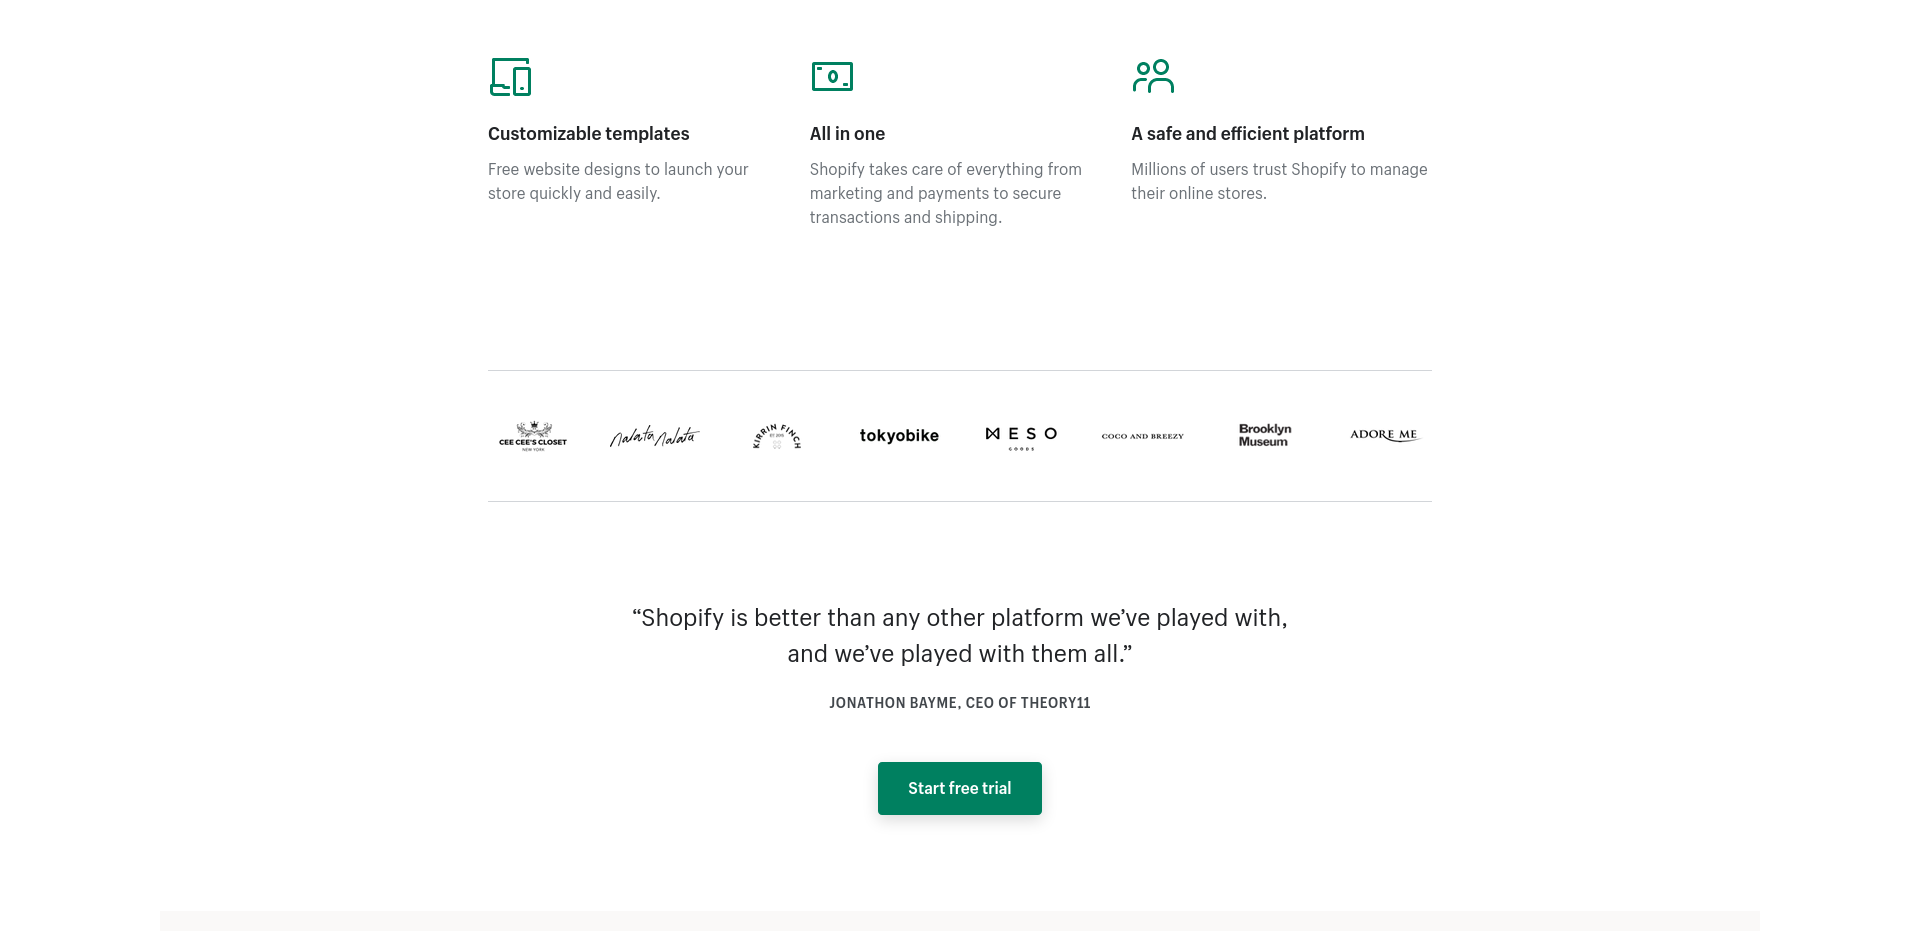 Customizable templates
Free website designs to launch your
store quickly and easily.
All in one
Shopify takes care of everything from
marketing and payments to secure
transactions and shipping.
A safe and efficient platform
Millions of users trust Shopify to manage
their online stores.
CEE CEE'S CLOSET
NEW YORK
nalata nalata
KIRRIN FINCH
tokyobike
MESO
GOODS
COCO AND BREEZY
Brooklyn
Museum
ADORE ME
“Shopify is better than any other platform we’ve played with,
and we’ve played with them all.”
JONATHON BAYME, CEO OF THEORY11
Start free trial